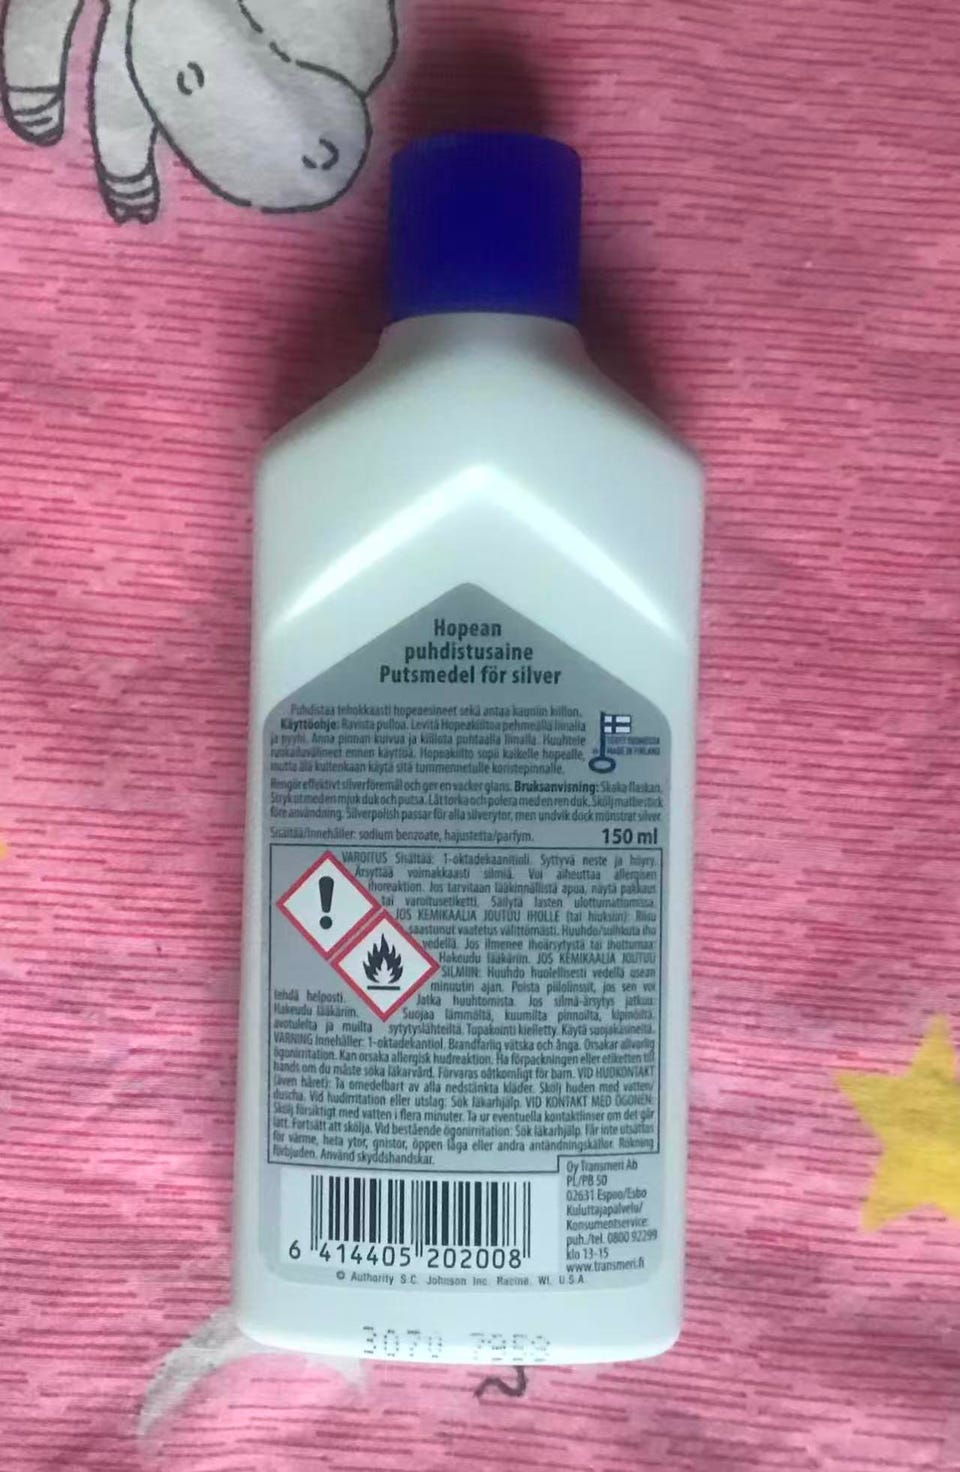 Hopean
puhdistusaine
Putsmedel för silver
Puhdistaa tehokkaasti hopeaesineet sekä antaa kauniin kiillon.
Käyttöohje: Ravista pulloa. Levitä Hopeakiiltoa pehmeällä liinalla
ja pyyhi. Anna pinnan kuivua ja kiillota puhtaalla liinalla. Huuhtele
ruokailuvälineet ennen käyttöä. Hopeakiilto sopii kaikelle hopealle,
mutta älä kuitenkaan käytä sitä tummennetulle koristepinnalle.
MADE IN FINLAND
Rengör effektivt silverföremål och ger en vacker glans. Bruksanvisning: Skaka flaskan.
Stryk ut med en mjuk duk och putsa. Låt torka och polera med en ren duk. Skölj matbestick
före användning. Silverpolish passar för alla silverytor, men undvik dock mönstrat silver
Sisältää/Innehåller: sodium benzoate, hajustetta/parfym.
150 ml
VAROITUS Sisältää: 1-oktadekaanitioli. Syttyvä neste ja höyry.
Ärsyttää voimakkaasti silmiä. Voi aiheuttaa allergisen
ihoreaktion. Jos tarvitaan lääkinnällistä apua, näytä pakkaus
tai varoitusetiketti. Säilytä lasten ulottumattomissa.
JOS KEMIKAALIA JOUTUU IHOLLE (tai hiuksiin): Riisu
saastunut vaatetus välittömästi. Huuhdo/suihkuta iho
vedellä. Jos ilmenee ihoärsytystä tai ihottumaa:
Hakeudu lääkäriin. JOS KEMIKAALIA JOUTUU
SILMIIN: Huuhdo huolellisesti vedellä usean
minuutin ajan. Poista piilolinssit, jos sen voi
tehdä helposti. Jatka huuhtomista. Jos silmä-ärsytys jatkuu:
Hakeudu lääkäriin. Suojaa lämmöltä, kuumilta pinnoilta, kipinöiltä,
avotulelta ja muilta sytytyslähteiltä. Tupakointi kielletty. Käytä suojakäsineitä.
VARNING Innehåller: 1-oktadekantiol. Brandfarlig vätska och ånga. Orsakar allvarlig
ögonirritation. Kan orsaka allergisk hudreaktion. Ha förpackningen eller etiketten till
hands om du måste söka läkarvård. Förvaras oåtkomligt för barn. VID HUDKONTAKT
(även håret): Ta omedelbart av alla nedstänkta kläder. Skölj huden med vatten/
duscha. Vid hudirritation eller utslag: Sök läkarhjälp. VID KONTAKT MED ÖGONEN:
Skölj försiktigt med vatten i flera minuter. Ta ur eventuella kontaktlinser om det går
lätt. Fortsätt att skölja. Vid bestående ögonirritation: Sök läkarhjälp. Får inte utsättas
för värme, heta ytor, gnistor, öppen låga eller andra antändningskällor. Rökning
förbjuden. Använd skyddshandskar.
Oy Transmeri Ab
PL/PB 50
02631 Espoo/Esbo
Kuluttajapalvelu/
Konsumentservice:
puh./tel. 0800 92299
klo 13-15
www.transmeri.fi
6 414405 202008
© Authority S.C. Johnson Inc. Racine, WI, U.S.A.
3070